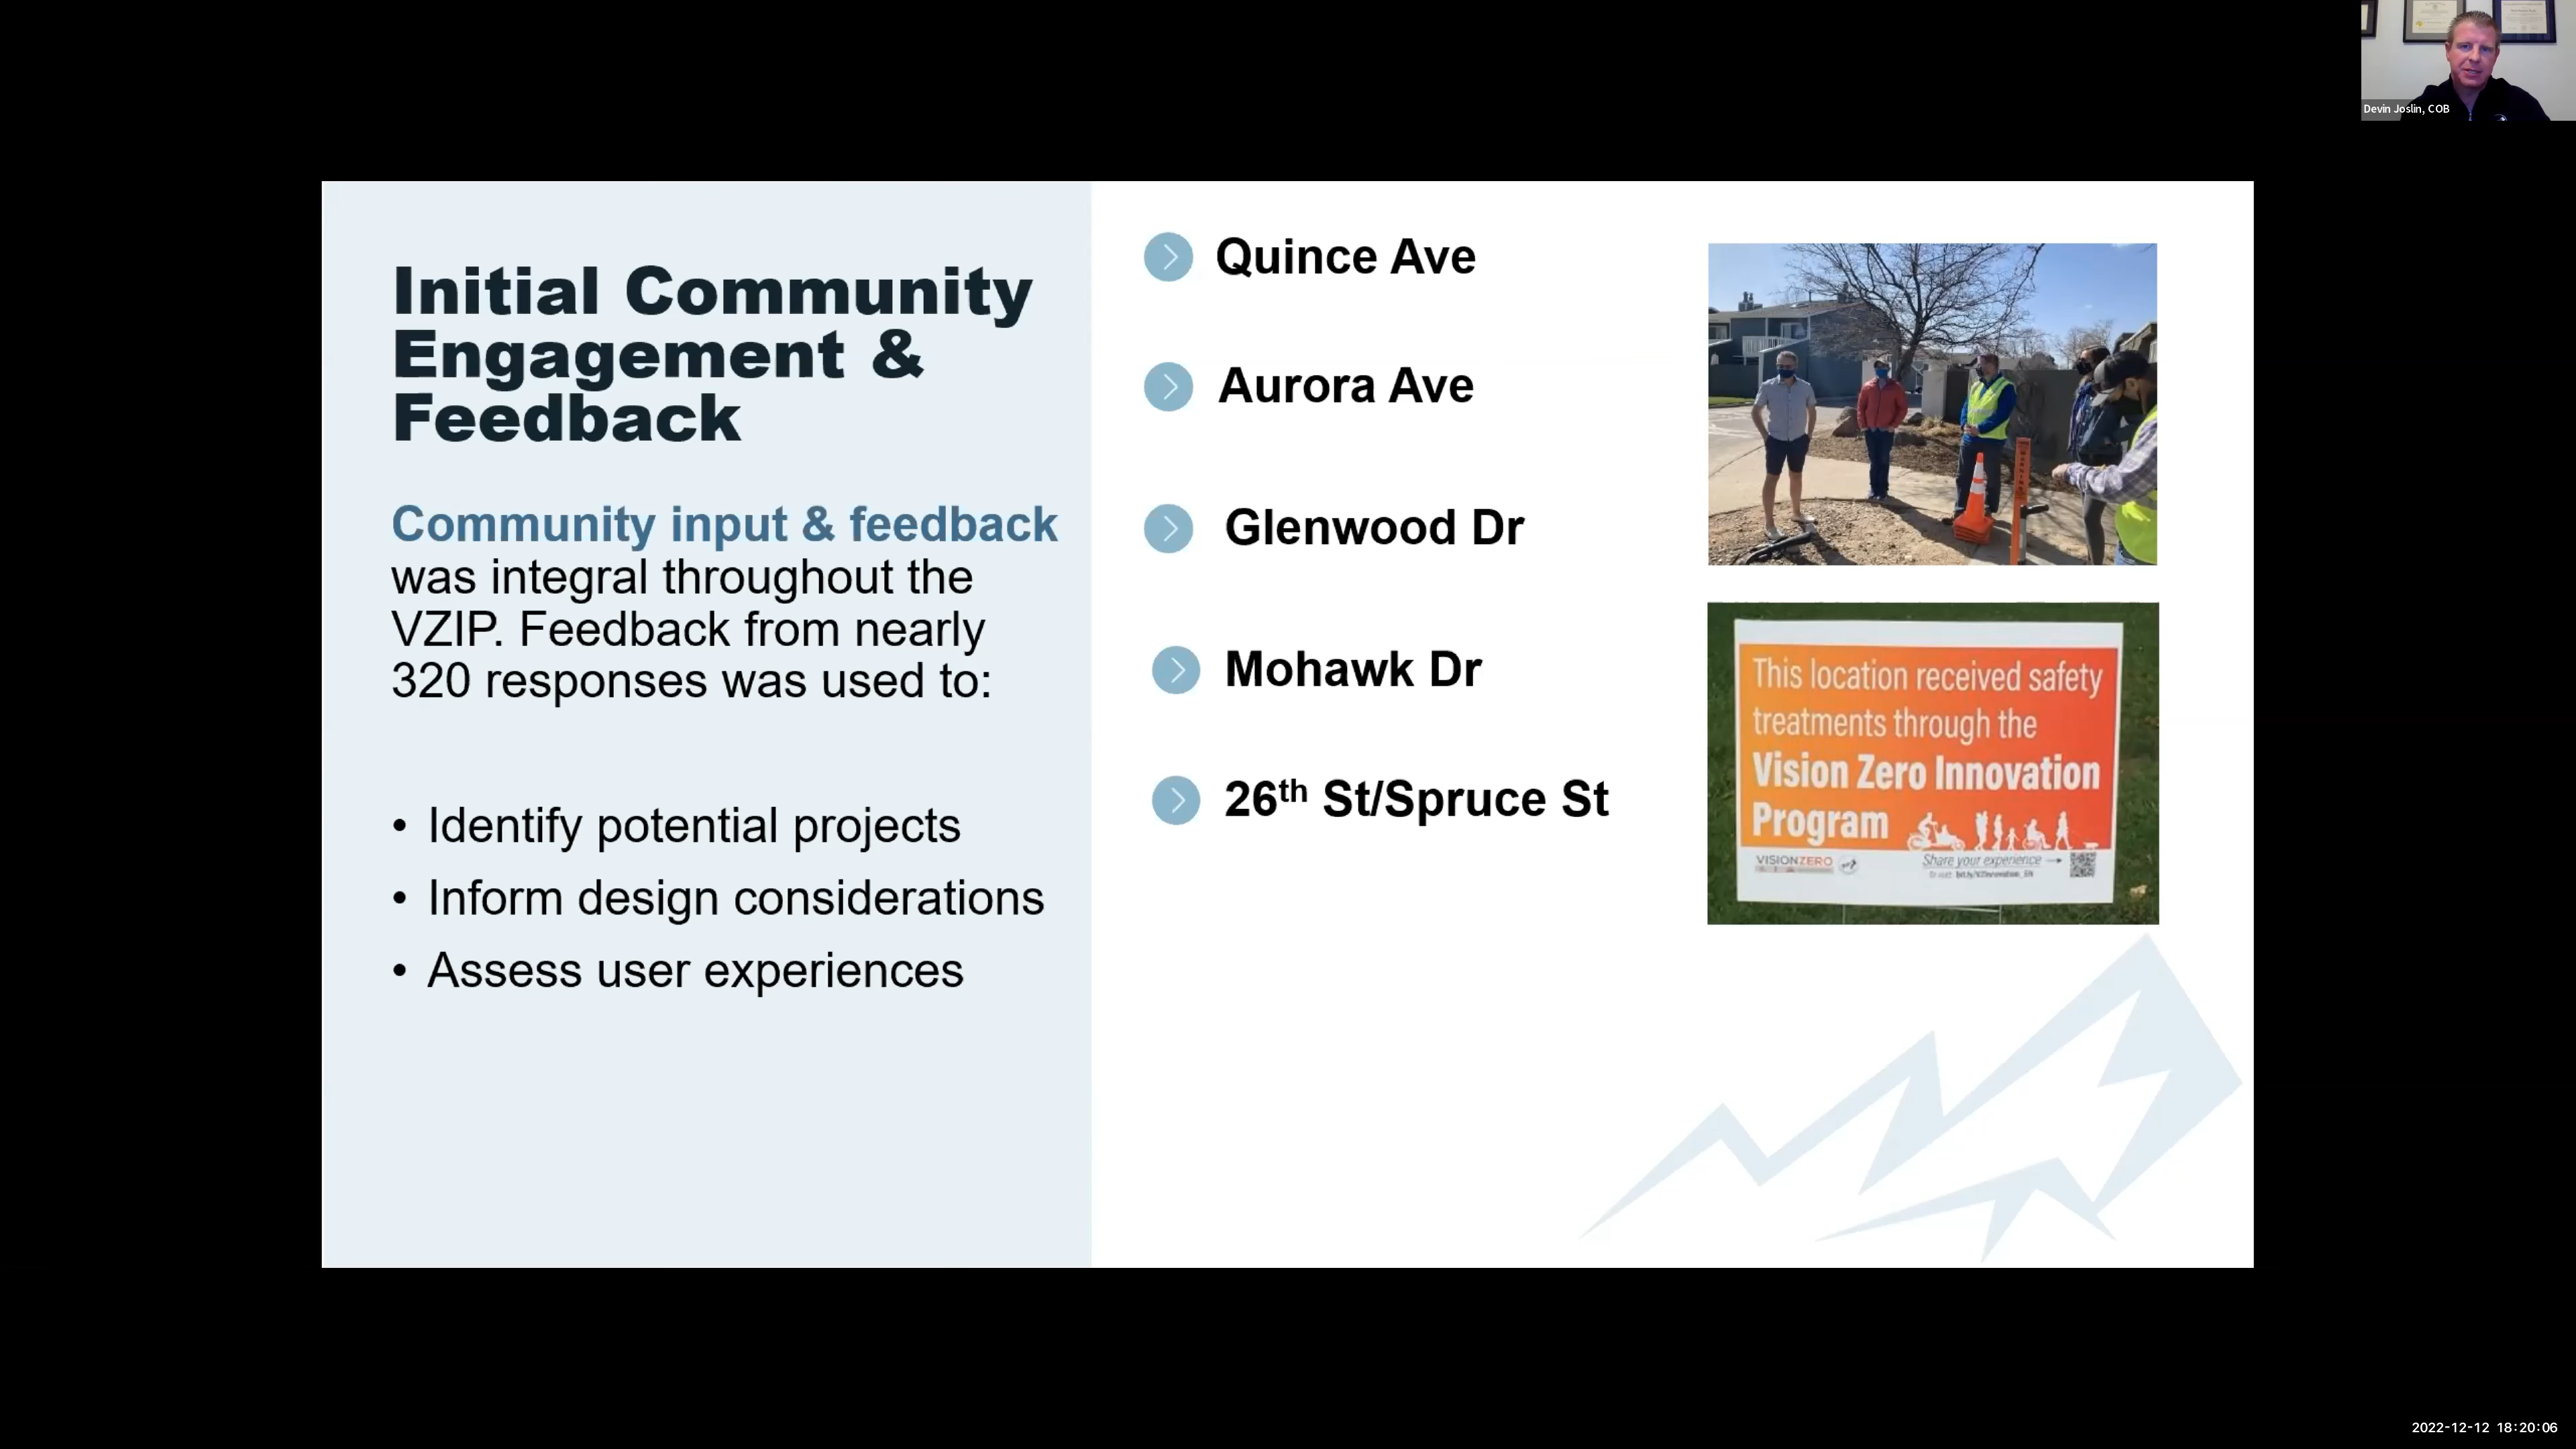 Devin Joslin, COB
Initial Community
Engagement &
Feedback
Community input & feedback
was integral throughout the
VZIP. Feedback from nearly
320 responses was used to:
• Identify potential projects
• Inform design considerations
• Assess user experiences
Quince Ave
Aurora Ave
Glenwood Dr
Mohawk Dr
26th St/Spruce St
This location received safety
treatments through the
Vision Zero Innovation
Program
VISIONZERO
Share your experience →
2022-12-12 18:20:06